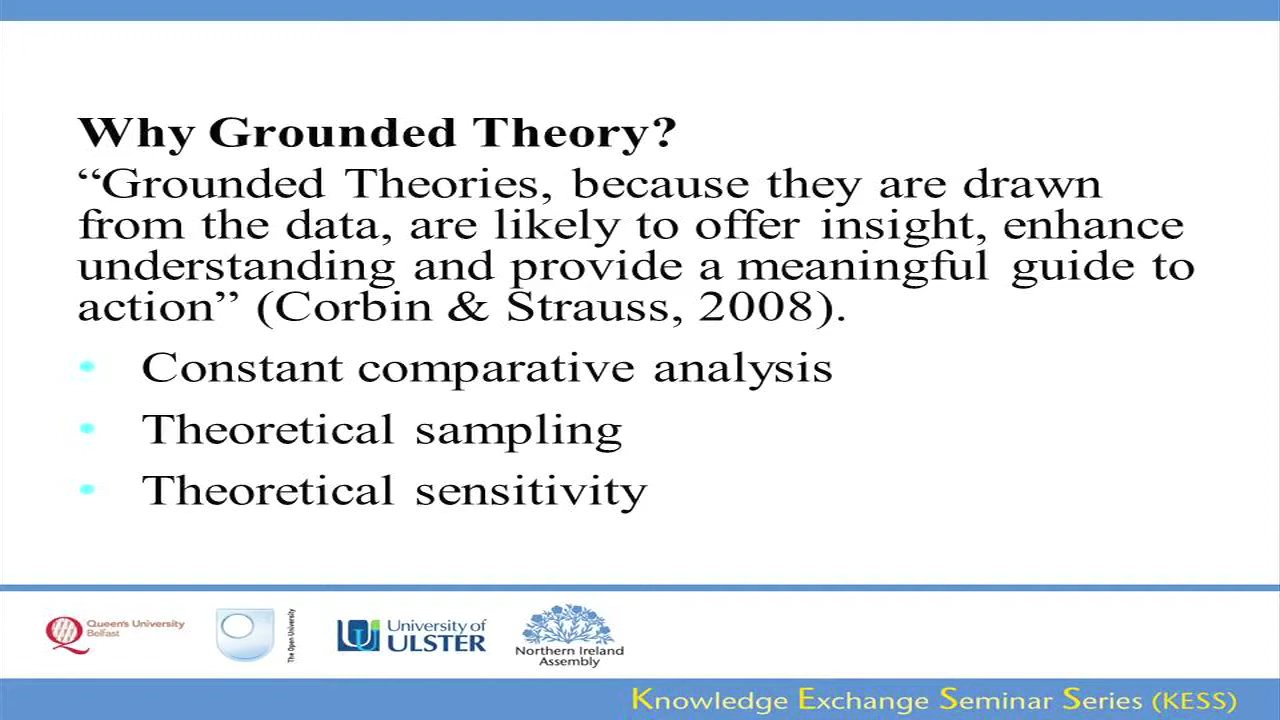 Why Grounded Theory?
“Grounded Theories, because they are drawn
from the data, are likely to offer insight, enhance
understanding and provide a meaningful guide to
action” (Corbin & Strauss, 2008).
• Constant comparative analysis
• Theoretical sampling
• Theoretical sensitivity
Queen's University
Belfast
The Open University
University of
ULSTER
Northern Ireland
Assembly
Knowledge Exchange Seminar Series (KESS)